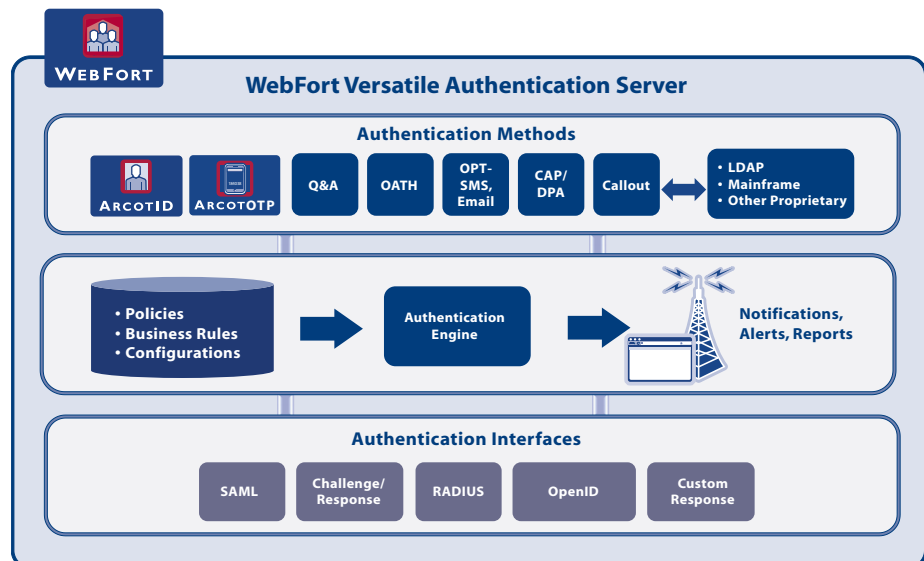 WEBFORT
WebFort Versatile Authentication Server
Authentication Methods
ARCOTID
ARCOTOTP
Q&A
OATH
OPT-
SMS,
Email
CAP/
DPA
Callout
• LDAP
• Mainframe
• Other Proprietary
• Policies
• Business Rules
• Configurations
Authentication
Engine
Notifications,
Alerts, Reports
Authentication Interfaces
SAML
Challenge/
Response
RADIUS
OpenID
Custom
Response